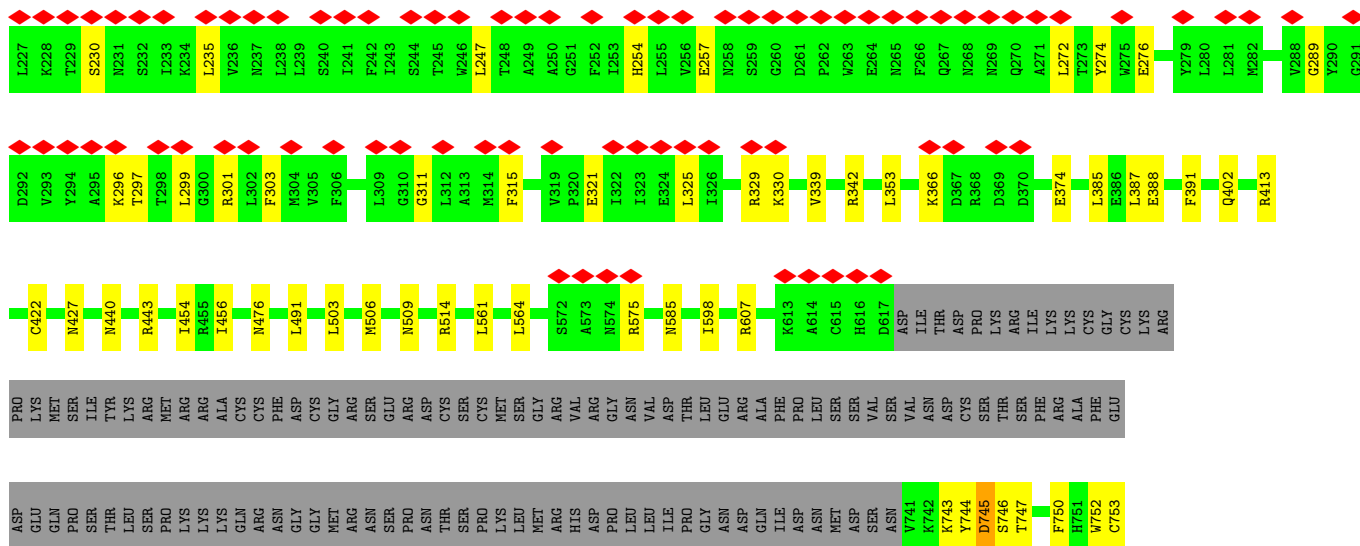 L227 K228 T229 S230 N231 S232 I233 K234 L235 V236 N237 L238 L239 S240 I241 F242 I243 S244 T245 W246 L247 T248 A249 A250 G251 F252 I253 H254 L255 V256 E257 N258 S259 G260 D261 P262 W263 E264 N265 F266 Q267 N268 N269 Q270 A271 L272 T273 Y274 W275 E276 Y279 L280 L281 M282 V288 G289 Y290 G291
D292 V293 Y294 A295 K296 T297 T298 L299 G300 R301 L302 F303 M304 V305 F306 L309 G310 G311 L312 A313 M314 F315 V319 P320 E321 I322 I323 E324 L325 I326 R329 K330 V339 R342 L353 K366 D367 R368 D369 D370 E374 L385 E386 L387 E388 F391 Q402 R413
C422 N427 N440 R443 I454 R455 I456 N476 L491 L503 M506 N509 R514 L561 L564 S572 A573 N574 R575 N585 I598 R607 K613 A614 C615 H616 D617 ASP ILE THR ASP PRO LYS ARG ILE LYS LYS CYS GLY CYS LYS ARG
PRO LYS MET SER ILE TYR LYS ARG MET ARG ARG ALA CYS CYS PHE ASP CYS GLY ARG SER GLU ARG ASP CYS SER CYS MET SER GLY ARG VAL ARG GLY ASN VAL ASP THR LEU GLU ARG ALA PHE PRO LEU SER SER VAL SER VAL ASN ASP CYS SER THR SER PHE ARG ALA PHE GLU
ASP GLU GLN PRO SER THR LEU SER PRO LYS LYS LYS GLN ARG ASN GLY GLY MET ARG ASN SER PRO ASN THR SER PRO LYS LEU MET ARG HIS ASP PRO LEU LEU ILE PRO GLY ASN ASP GLN ILE ASP ASN MET ASP SER ASN V741 K742 K743 Y744 D745 S746 T747 F750 H751 W752 C753